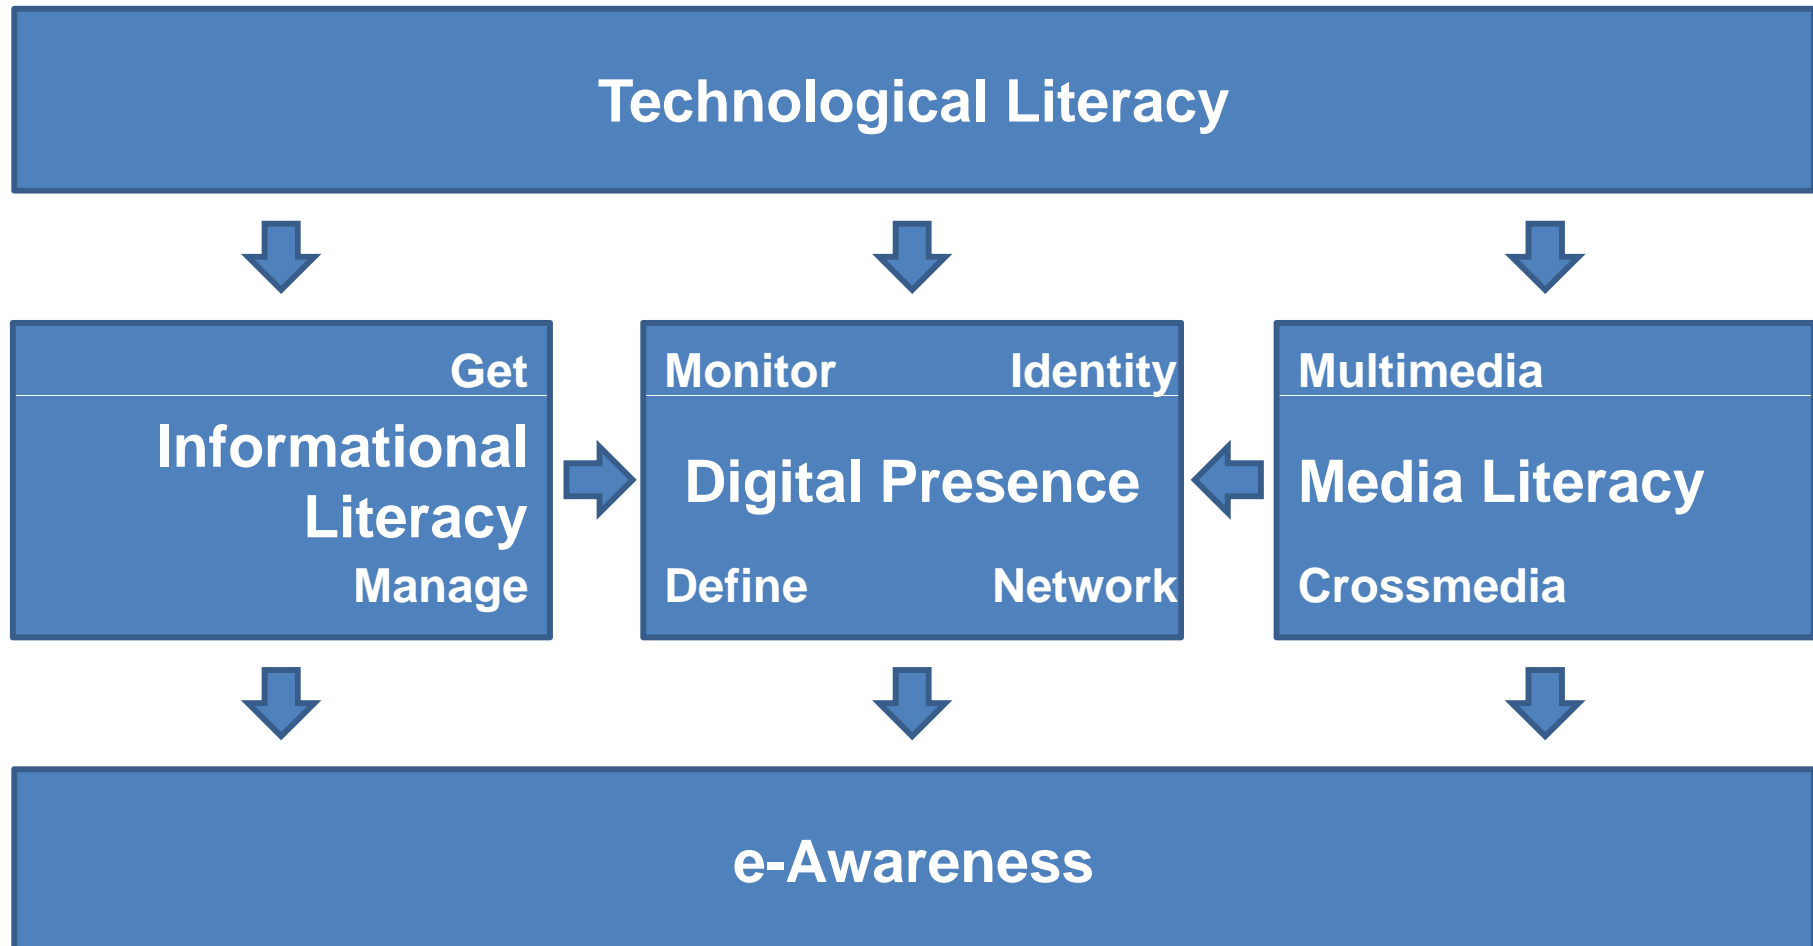 Technological Literacy
Get
Informational
Literacy
Manage
Monitor Identity
Digital Presence
Define Network
Multimedia
Media Literacy
Crossmedia
e-Awareness